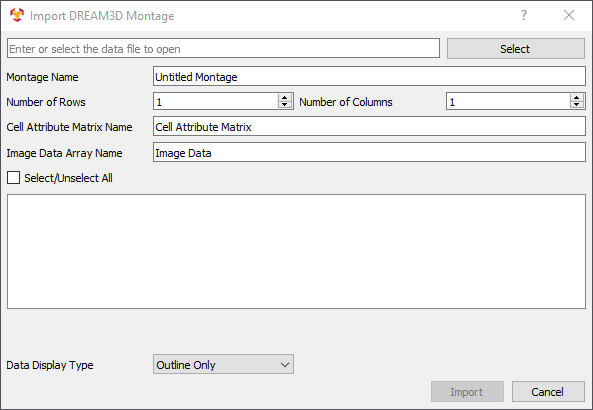 Import DREAM3D Montage ?
Enter or select the data file to open Select
Montage Name Untitled Montage
Number of Rows 1 Number of Columns 1
Cell Attribute Matrix Name Cell Attribute Matrix
Image Data Array Name Image Data
Select/Unselect All
Data Display Type Outline Only
Import Cancel